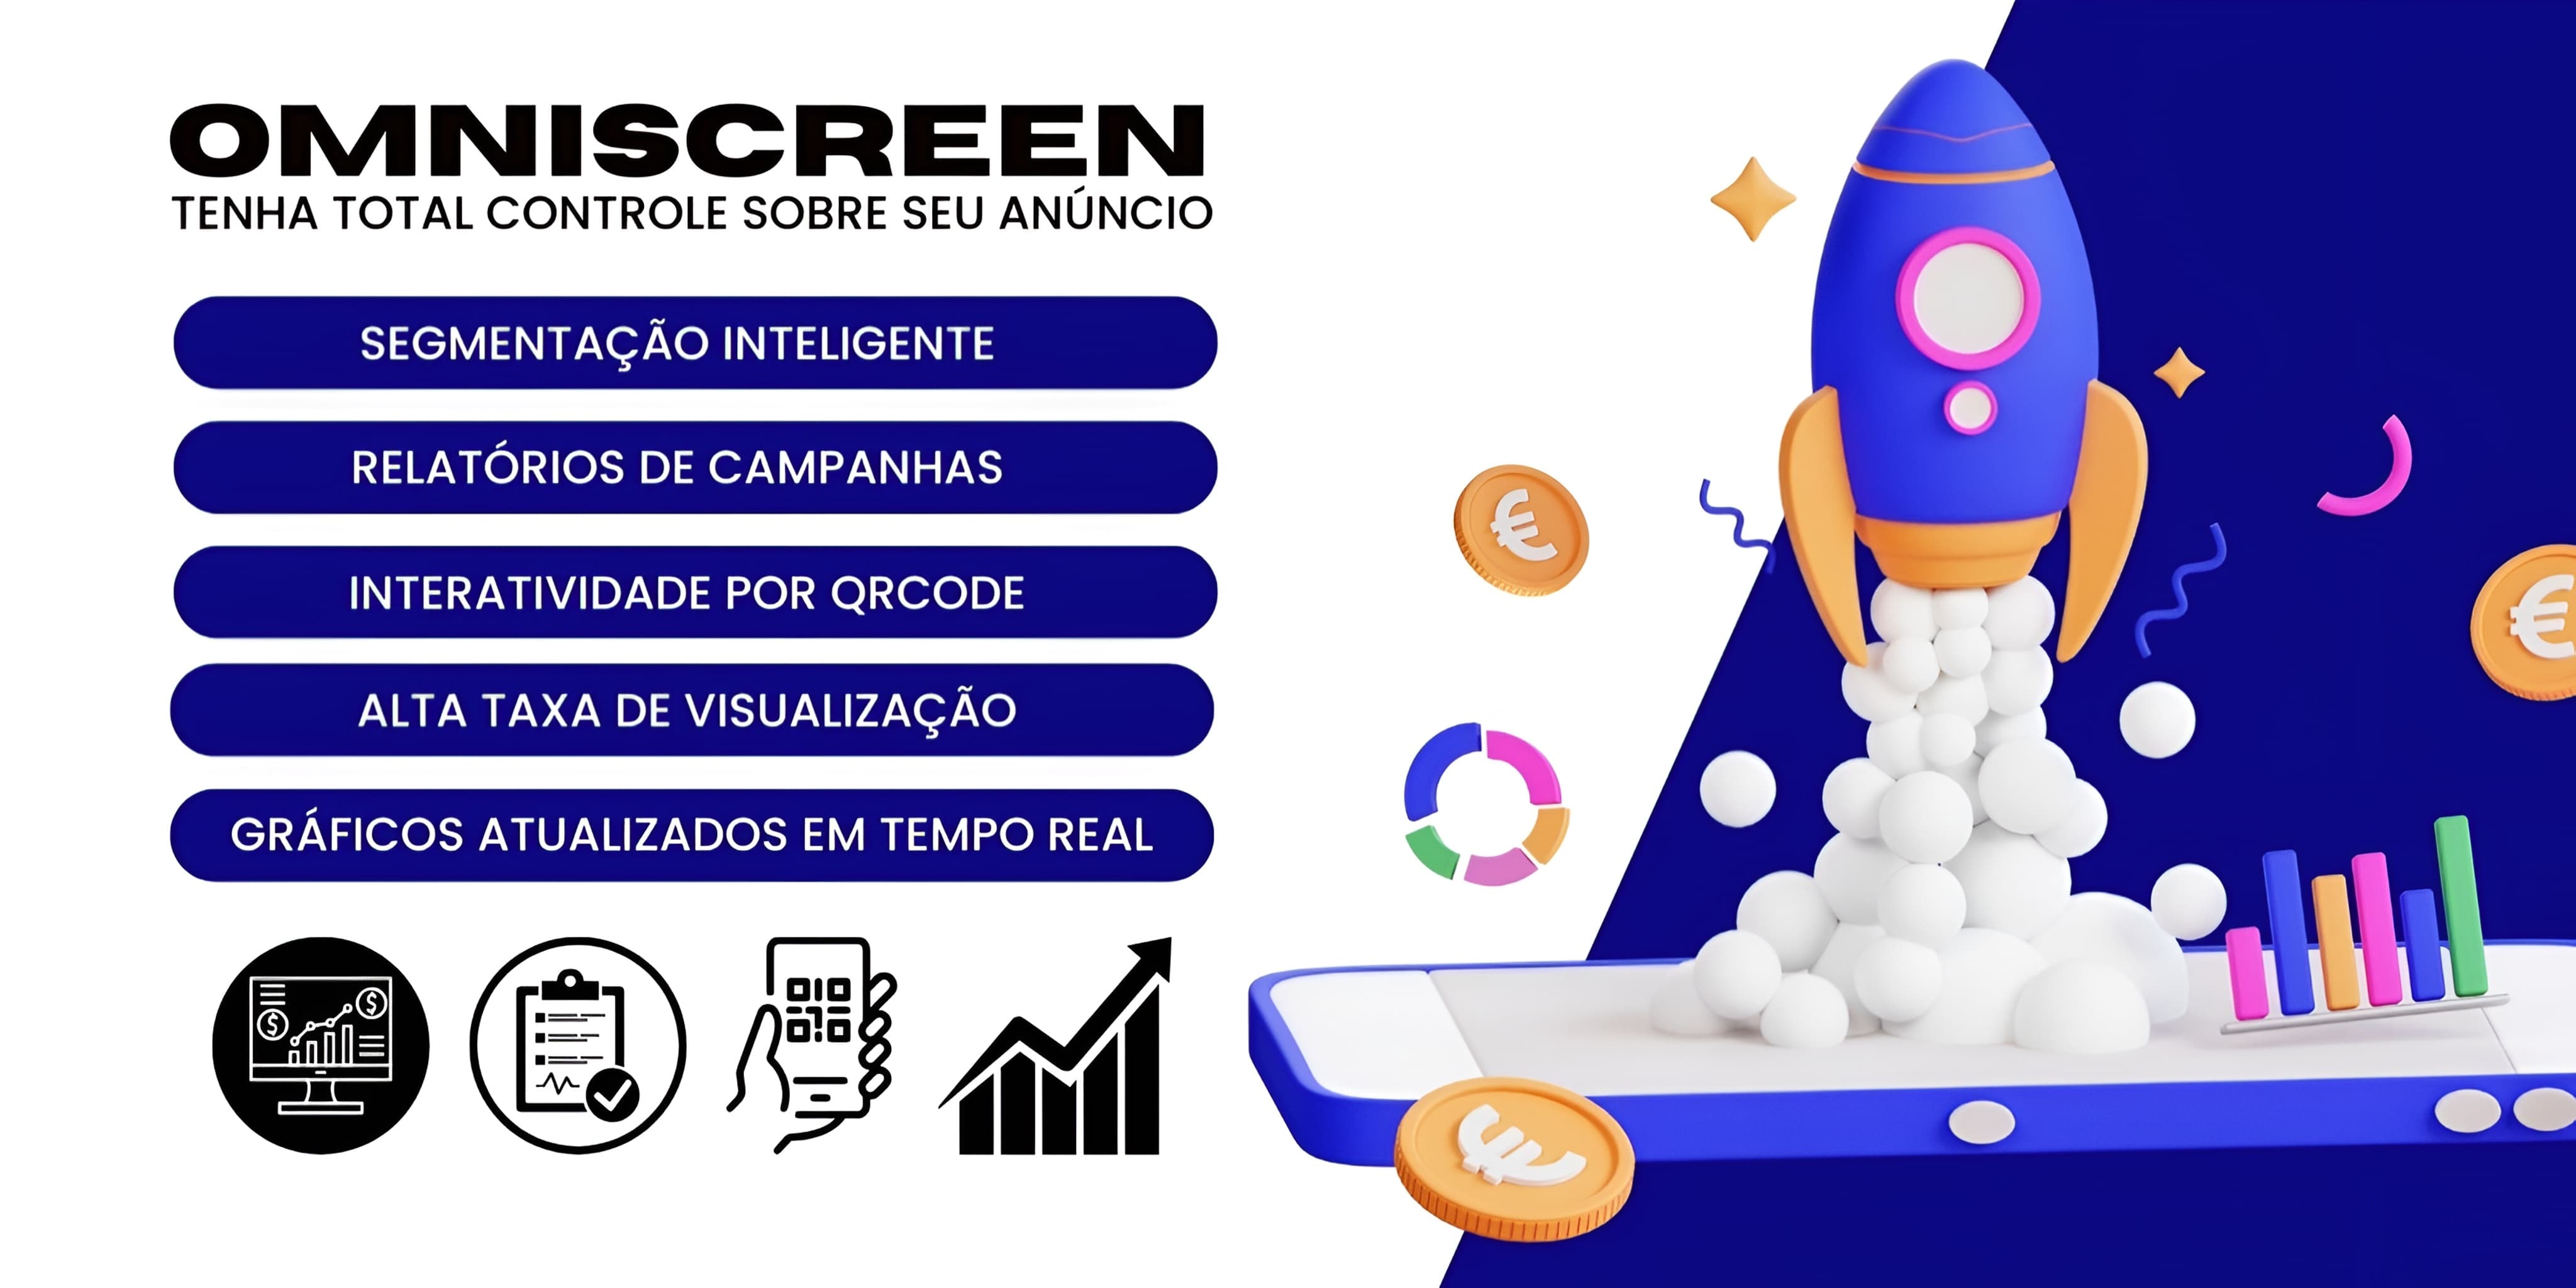 OMNISCREEN
TENHA TOTAL CONTROLE SOBRE SEU ANÚNCIO
SEGMENTAÇÃO INTELIGENTE
RELATÓRIOS DE CAMPANHAS
INTERATIVIDADE POR QRCODE
ALTA TAXA DE VISUALIZAÇÃO
GRÁFICOS ATUALIZADOS EM TEMPO REAL
$ $
€
€
€